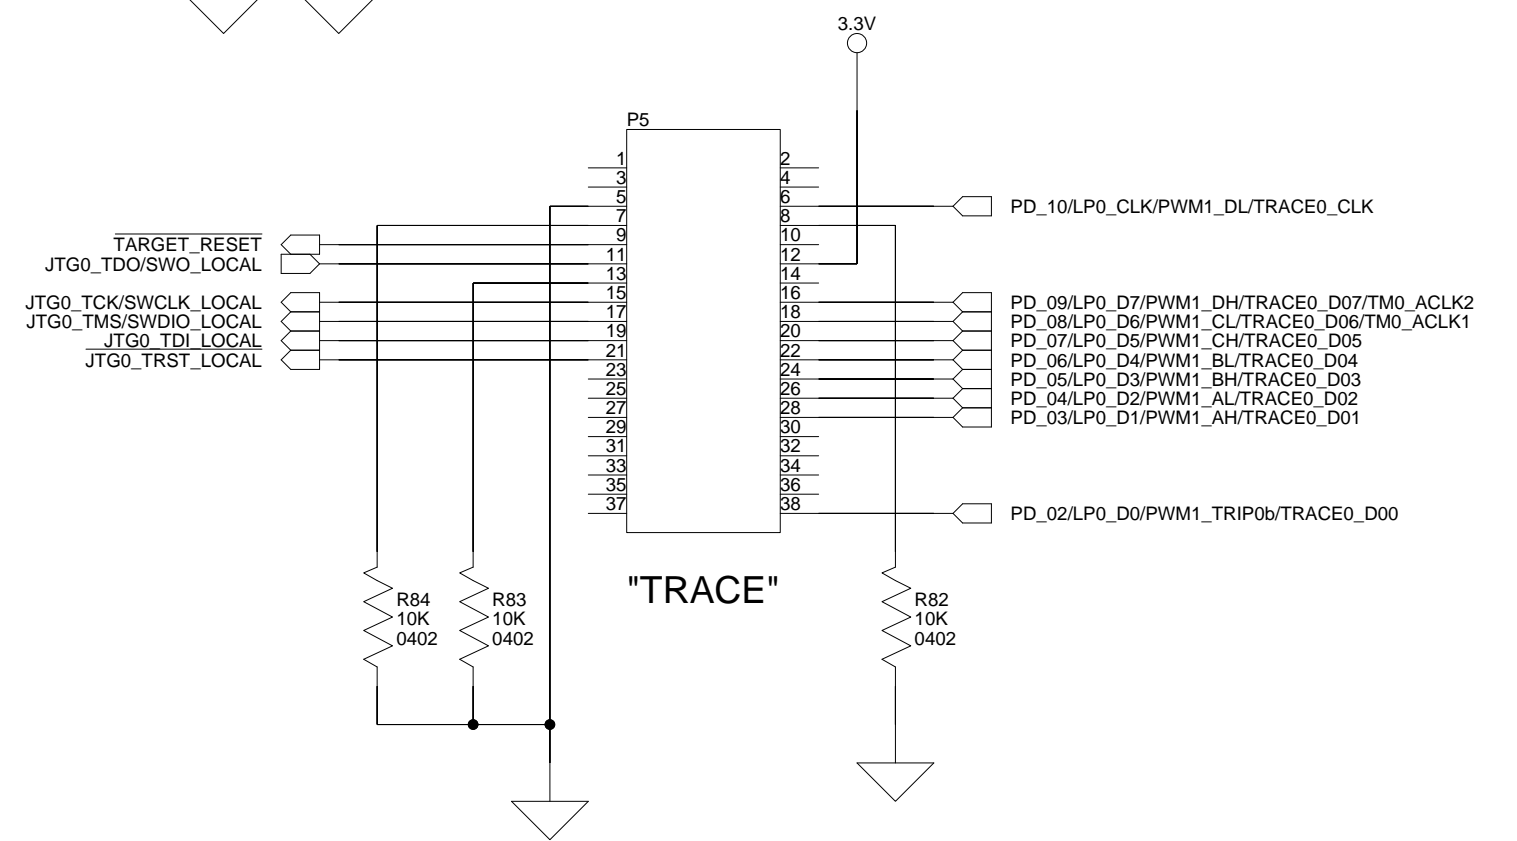 3.3V
P5
1 2
3 4
5 6 PD_10/LP0_CLK/PWM1_DL/TRACE0_CLK
7 8
TARGET_RESET 9 10
JTG0_TDO/SWO_LOCAL 11 12
13 14
JTG0_TCK/SWCLK_LOCAL 15 16 PD_09/LP0_D7/PWM1_DH/TRACE0_D07/TM0_ACLK2
JTG0_TMS/SWDIO_LOCAL 17 18 PD_08/LP0_D6/PWM1_CL/TRACE0_D06/TM0_ACLK1
JTG0_TDI_LOCAL 19 20 PD_07/LP0_D5/PWM1_CH/TRACE0_D05
JTG0_TRST_LOCAL 21 22 PD_06/LP0_D4/PWM1_BL/TRACE0_D04
23 24 PD_05/LP0_D3/PWM1_BH/TRACE0_D03
25 26 PD_04/LP0_D2/PWM1_AL/TRACE0_D02
27 28 PD_03/LP0_D1/PWM1_AH/TRACE0_D01
29 30
31 32
33 34
35 36
37 38 PD_02/LP0_D0/PWM1_TRIP0b/TRACE0_D00
"TRACE"
R84 R83 R82
10K 10K 10K
0402 0402 0402